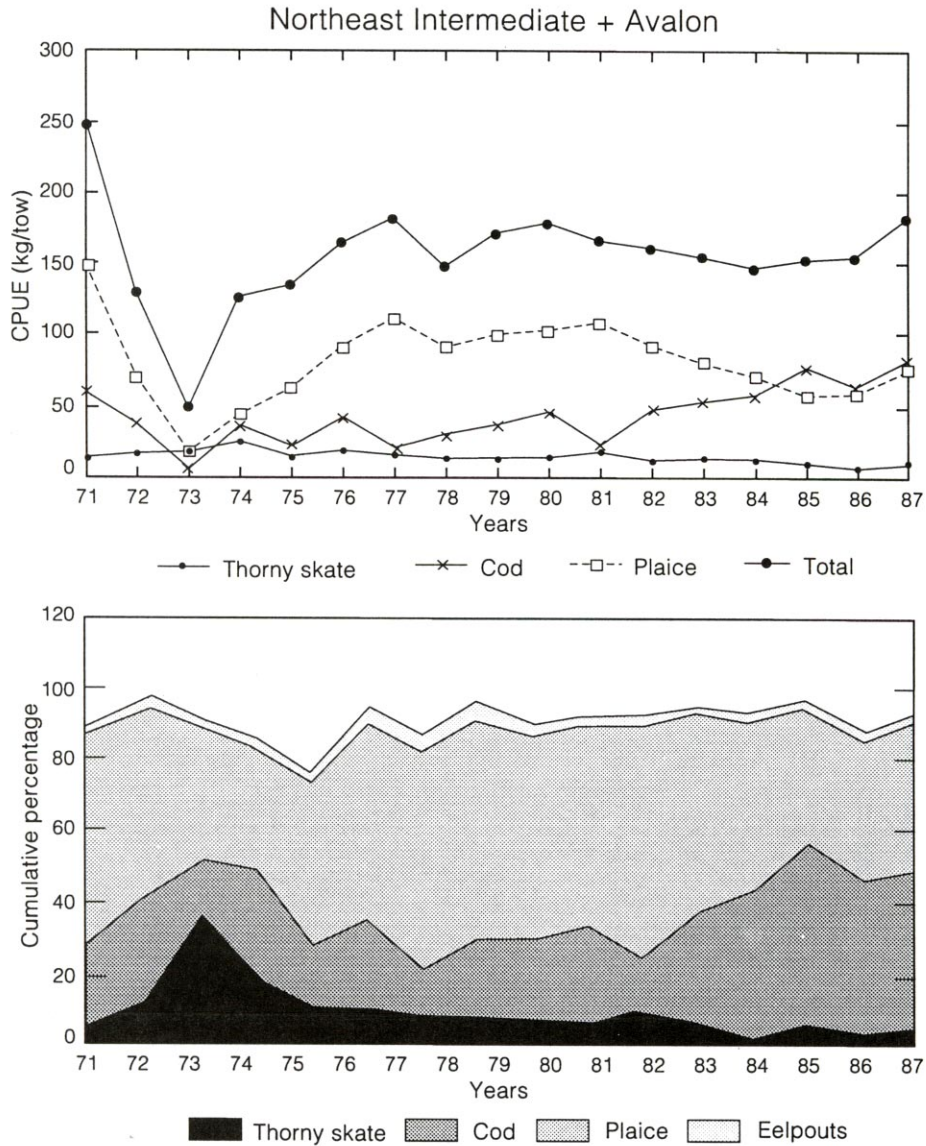 Northeast Intermediate + Avalon
300
250
200
150
100
50
0
CPUE (kg/tow)
71 72 73 74 75 76 77 78 79 80 81 82 83 84 85 86 87
Years
Thorny skate Cod Plaice Total
120
100
80
60
40
20
0
Cumulative percentage
71 72 73 74 75 76 77 78 79 80 81 82 83 84 85 86 87
Years
Thorny skate Cod Plaice Eelpouts